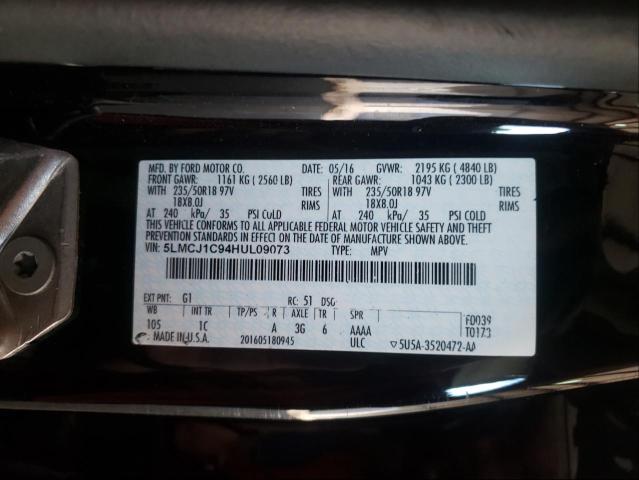 MFD. BY FORD MOTOR CO. DATE: 05/16 GVWR: 2195 KG ( 4840 LB)
FRONT GAWR: 1161 KG ( 2560 LB) REAR GAWR: 1043 KG ( 2300 LB)
WITH 235/50R18 97V TIRES WITH 235/50R18 97V TIRES
18X8.0J RIMS 18X8.0J RIMS
AT 240 kPa/ 35 PSI CoLD AT 240 kPa/ 35 PSI CoLD
THIS VEHICLE CONFORMS TO ALL APPLICABLE FEDERAL MOTOR VEHICLE SAFETY
AND THEFT PREVENTION STANDARDS IN EFFECT ON THE DATE OF MANUFACTURE SHOWN ABOVE.
VIN: 5LMCJ1C94HUL09073 TYPE: MPV
EXT PNT: G1 RC: 51 DSO:
WB INT TR TP/PS R AXLE TR SPR
105 1C A 3G 6 AAAA
F0039
T0173
MADE IN U.S.A. 201605180945 ULC ▽5U5A-3520472-AA